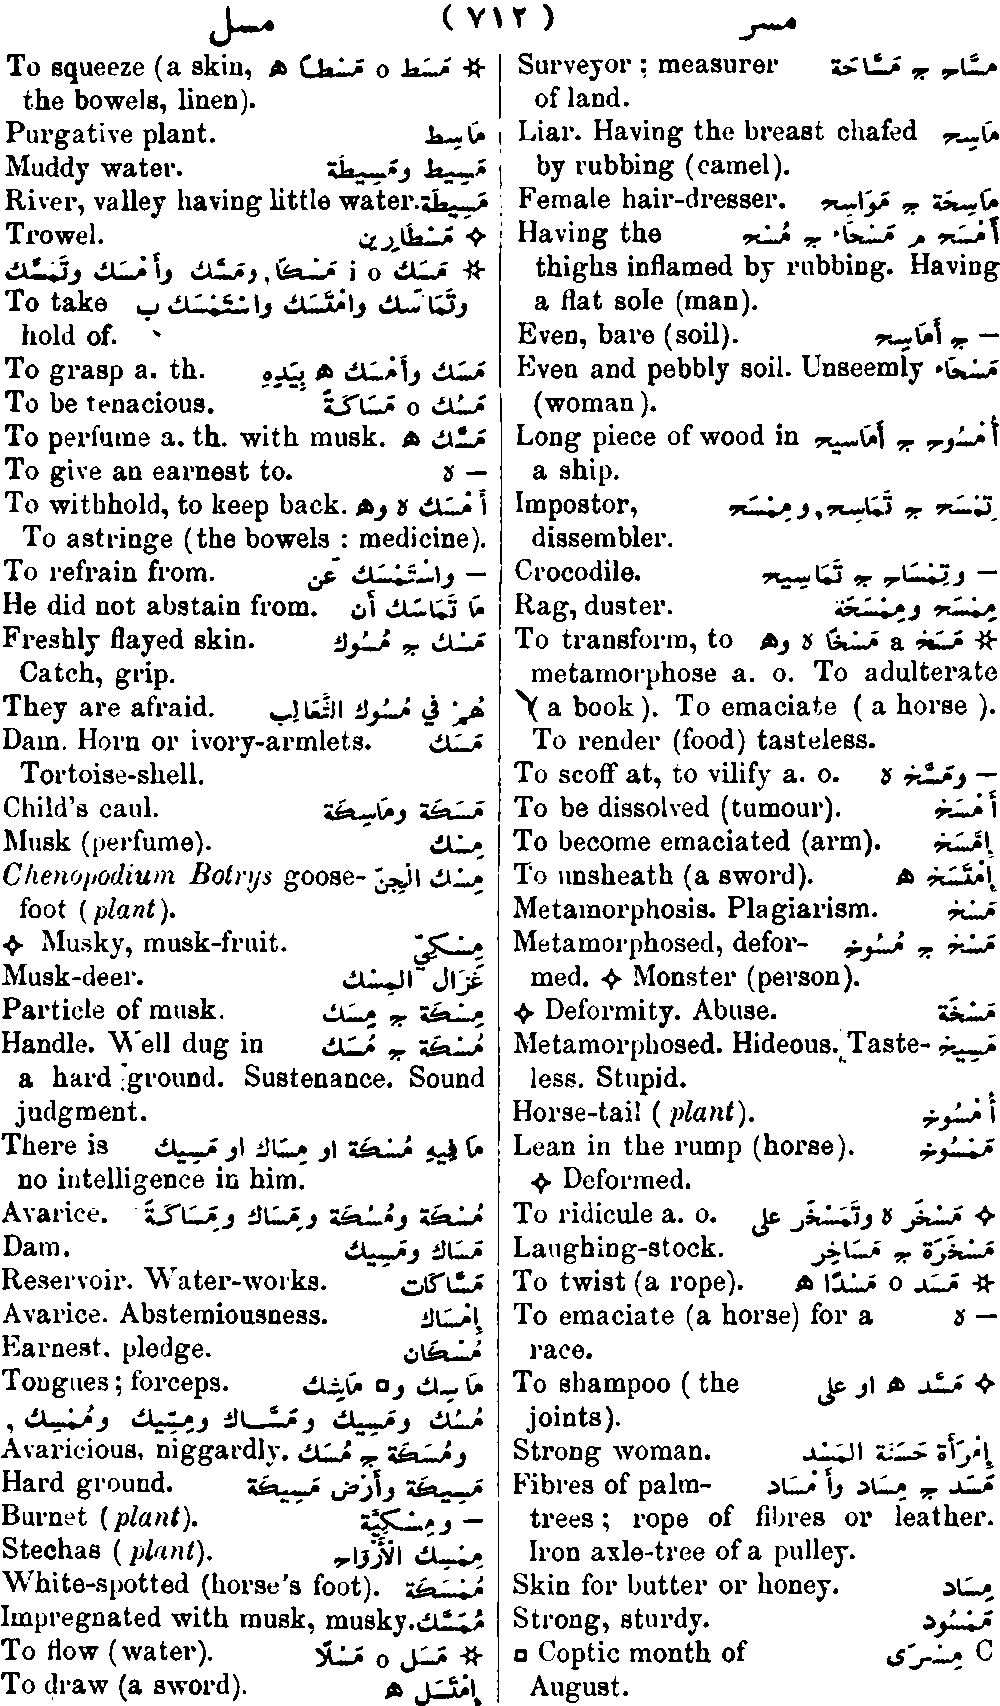 مسل ( ٧١٢ ) مسر
Surveyor ; measurer مَسَّاح ج مَسَّاحَة
of land.
Liar. Having the breast chafed مَاسِح
by rubbing (camel).
Female hair-dresser. مَاسِحَة ج مَوَاسِح
Having the أَمْسَح م مَسْحَاء ج مُسْح
thighs inflamed by rubbing. Having
a flat sole (man).
Even, bare (soil). — ج أَمَاسِح
Even and pebbly soil. Unseemly مَسْحَاء
(woman).
Long piece of wood in أُمْسُوح ج أَمَاسِيح
a ship.
Impostor, تِمْسَح ج تَمَاسِح, ومِمْسَح
dissembler.
Crocodile. — وتِمْسَاح ج تَمَاسِيح
Rag, duster. مِمْسَح ومِمْسَحَة
To transform, to ✲ مَسَخ a مَسْخًا ه وه
metamorphose a. o. To adulterate
(a book). To emaciate ( a horse ).
To render (food) tasteless.
To scoff at, to vilify a. o. — ومَسَّخ ه
To be dissolved (tumour). أَمْسَخ
To become emaciated (arm). اِمَّسَخ
To unsheath (a sword). اِمْتَسَخ ه
Metamorphosis. Plagiarism. مَسْخ
Metamorphosed, defor- مَسْخ ج مُسُوخ
med. ✧ Monster (person).
✧ Deformity. Abuse. مَسْخَة
Metamorphosed. Hideous. Taste- مَسِيخ
less. Stupid.
Horse-tail ( plant). أُمْسُوخ
Lean in the rump (horse). مَمْسُوخ
✧ Deformed.
To ridicule a. o. ✧ مَسْخَر ه وتَمَسْخَر على
Laughing-stock. مَسْخَرَة ج مَسَاخِر
To twist (a rope). ✲ مَسَد o مَسْدًا ه
To emaciate (a horse) for a — ه
race.
To shampoo ( the ✧ مَسَّد ه او على
joints).
Strong woman. اِمْرَأَة حَسَنَة المَسْد
Fibres of palm- مَسَد ج مِسَاد وأَمْسَاد
trees ; rope of fibres or leather.
Iron axle-tree of a pulley.
Skin for butter or honey. مِسَاد
Strong, sturdy. مَمْسُود
▫ Coptic month of C مِسْرَى
August.
To squeeze (a skin, ✲ مَسَط o مَسْطًا ه
the bowels, linen).
Purgative plant. مَاسِط
Muddy water. مَسِيط ومَسِيطَة
River, valley having little water. مَسِيطَة
Trowel. ✧ مَسْطَارِين
✲ مَسَك i o مَسْكًا, ومَسَّك وأَمْسَك وتَمَسَّك
To take وتَمَاسَك وامْتَسَك واسْتَمْسَك ب
hold of.
To grasp a. th. مَسَك وأَمْسَك ه بِيَدِهِ
To be tenacious. مَسُك o مَسَاكَةً
To perfume a. th. with musk. مَسَّك ه
To give an earnest to. — ه
To withhold, to keep back. أَمْسَك ه وه
To astringe (the bowels : medicine).
To refrain from. — واسْتَمْسَك عَن
He did not abstain from. مَا تَمَاسَك أَن
Freshly flayed skin. مَسْك ج مُسُوك
Catch, grip.
They are afraid. هُمْ فِي مُسُوك الثَّعَالِب
Dam. Horn or ivory-armlets. مَسَك
Tortoise-shell.
Child's caul. مَسَكَة ومَاسِكَة
Musk (perfume). مِسْك
Chenopodium Botrys goose- مِسْك الْجِنّ
foot ( plant).
✧ Musky, musk-fruit. مِسْكِيّ
Musk-deer. غَزَال المِسْك
Particle of musk. مِسْكَة ج مِسَك
Handle. Well dug in مُسْكَة ج مُسَك
a hard ground. Sustenance. Sound
judgment.
There is مَا فِيهِ مُسْكَة او مِسَاك او مَسِيك
no intelligence in him.
Avarice. مُسْكَة ومُسُكَة ومَسَاك ومَسَاكَةً
Dam. مَسَاك ومَسِيك
Reservoir. Water-works. مَسَّاكَات
Avarice. Abstemiousness. إِمْسَاك
Earnest. pledge. مُسْكَان
Tongues ; forceps. مَاسِك و▫ مَاشِك
مُسُك ومَسِيك ومَسَّاك ومِسِّيك ومُمْسِك ,
Avaricious, niggardly. ومُسَكَة ج مُسَك
Hard ground. مَسِيكَة وأَرْض مَسِيكَة
Burnet ( plant). — ومِسْكِيَّة
Stechas ( plant). مِمْسِك الأَرْوَاح
White-spotted (horse's foot). مُمْسَكَة
Impregnated with musk, musky. مُمَسَّك
To flow (water). ✲ مَسَل o مَسْلًا
To draw (a sword). اِمْتَسَل ه